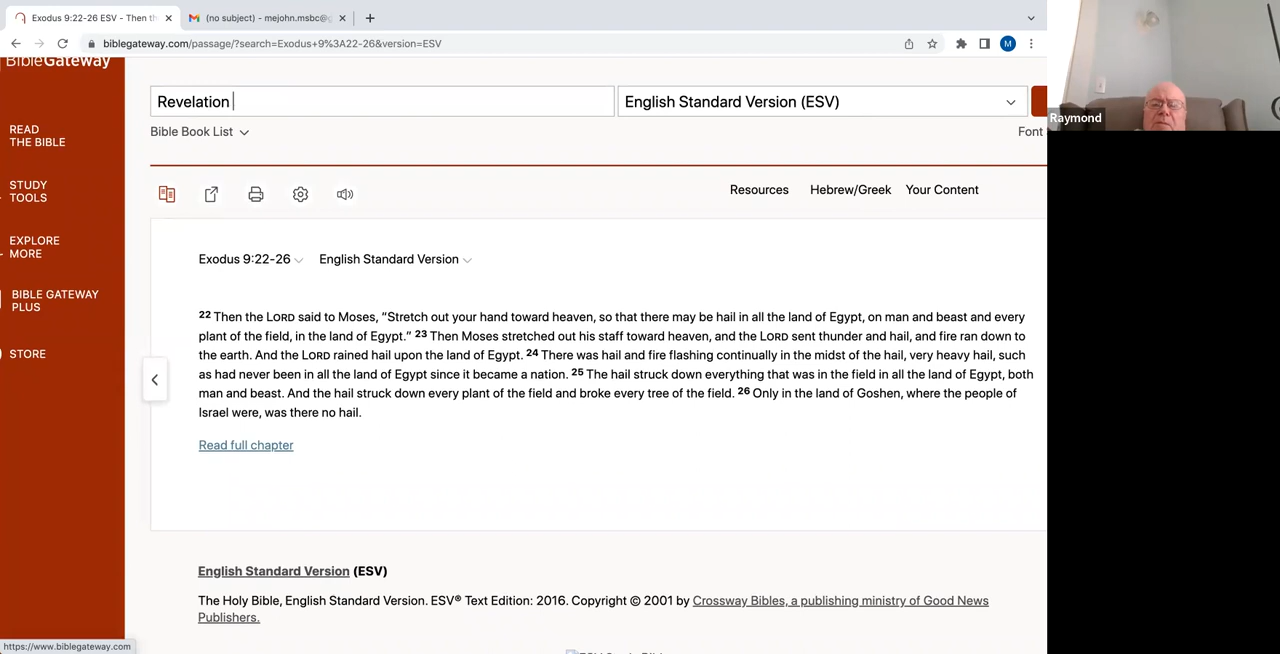 Exodus 9:22-26 ESV - Then th
(no subject) - mejohn.msbc@g
biblegateway.com/passage/?search=Exodus+9%3A22-26&version=ESV
M
BibleGateway
Revelation
English Standard Version (ESV)
Bible Book List
Font
READ
THE BIBLE
STUDY
TOOLS
EXPLORE
MORE
BIBLE GATEWAY
PLUS
STORE
Resources
Hebrew/Greek
Your Content
Exodus 9:22-26
English Standard Version
22 Then the LORD said to Moses, “Stretch out your hand toward heaven, so that there may be hail in all the land of Egypt, on man and beast and every
plant of the field, in the land of Egypt.” 23 Then Moses stretched out his staff toward heaven, and the LORD sent thunder and hail, and fire ran down to
the earth. And the LORD rained hail upon the land of Egypt. 24 There was hail and fire flashing continually in the midst of the hail, very heavy hail, such
as had never been in all the land of Egypt since it became a nation. 25 The hail struck down everything that was in the field in all the land of Egypt, both
man and beast. And the hail struck down every plant of the field and broke every tree of the field. 26 Only in the land of Goshen, where the people of
Israel were, was there no hail.
Read full chapter
English Standard Version (ESV)
The Holy Bible, English Standard Version. ESV® Text Edition: 2016. Copyright © 2001 by Crossway Bibles, a publishing ministry of Good News
Publishers.
https://www.biblegateway.com
Raymond